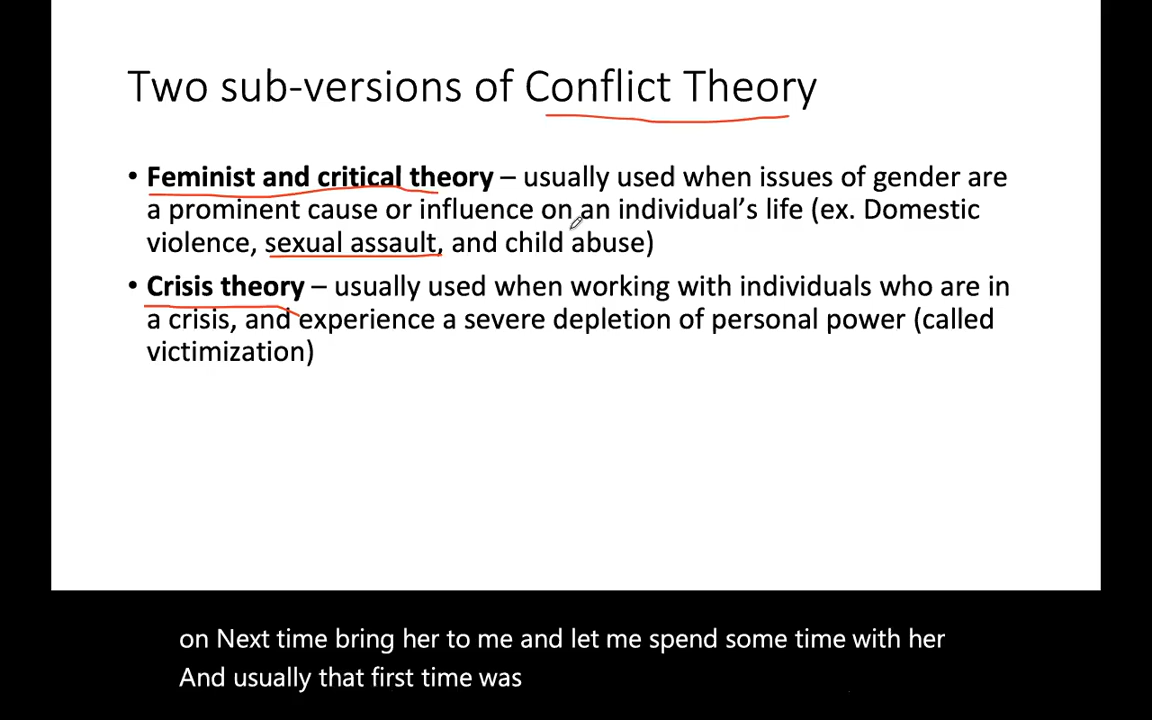 Two sub-versions of Conflict Theory
• Feminist and critical theory – usually used when issues of gender are
a prominent cause or influence on an individual’s life (ex. Domestic
violence, sexual assault, and child abuse)
• Crisis theory – usually used when working with individuals who are in
a crisis, and experience a severe depletion of personal power (called
victimization)
on Next time bring her to me and let me spend some time with her
And usually that first time was